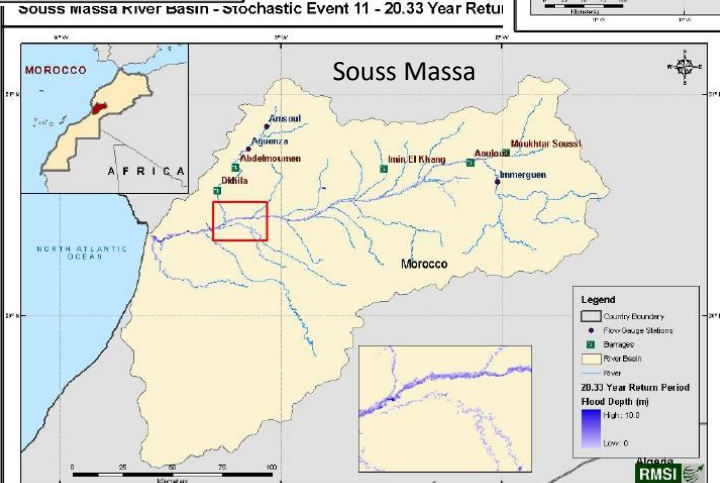 Souss Massa River Basin - Stochastic Event 11 - 20.33 Year Retu
Kilometers
Souss Massa
MOROCCO
AFRICA
Amsoul
Aguenza
Abdelmoumen
Dkhila
Imin El Khang
Aoulouz
Moukhtar Soussi
Immerguen
NORTH ATLANTIC
OCEAN
Morocco
Legend
Country Boundary
Flow Gauge Stations
Barrages
River Basin
River
20.33 Year Return Period
Flood Depth (m)
High: 10.0
Low: 0
Algeria
RMSI
0 25 50 75 100
Kilometers